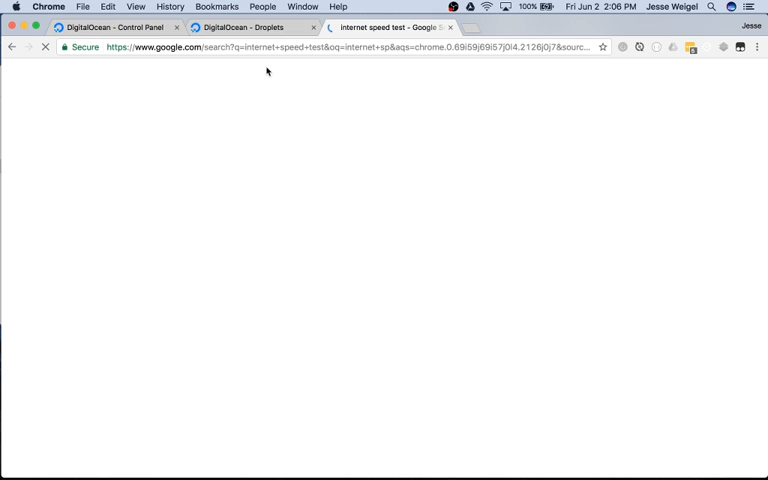 Chrome File Edit View History Bookmarks People Window Help 100% Fri Jun 2 2:06 PM Jesse Weigel
DigitalOcean - Control Panel DigitalOcean - Droplets internet speed test - Google S Jesse
Secure https://www.google.com/search?q=internet+speed+test&oq=internet+sp&aqs=chrome.0.69i59j69i57j0l4.2126j0j7&sourc...